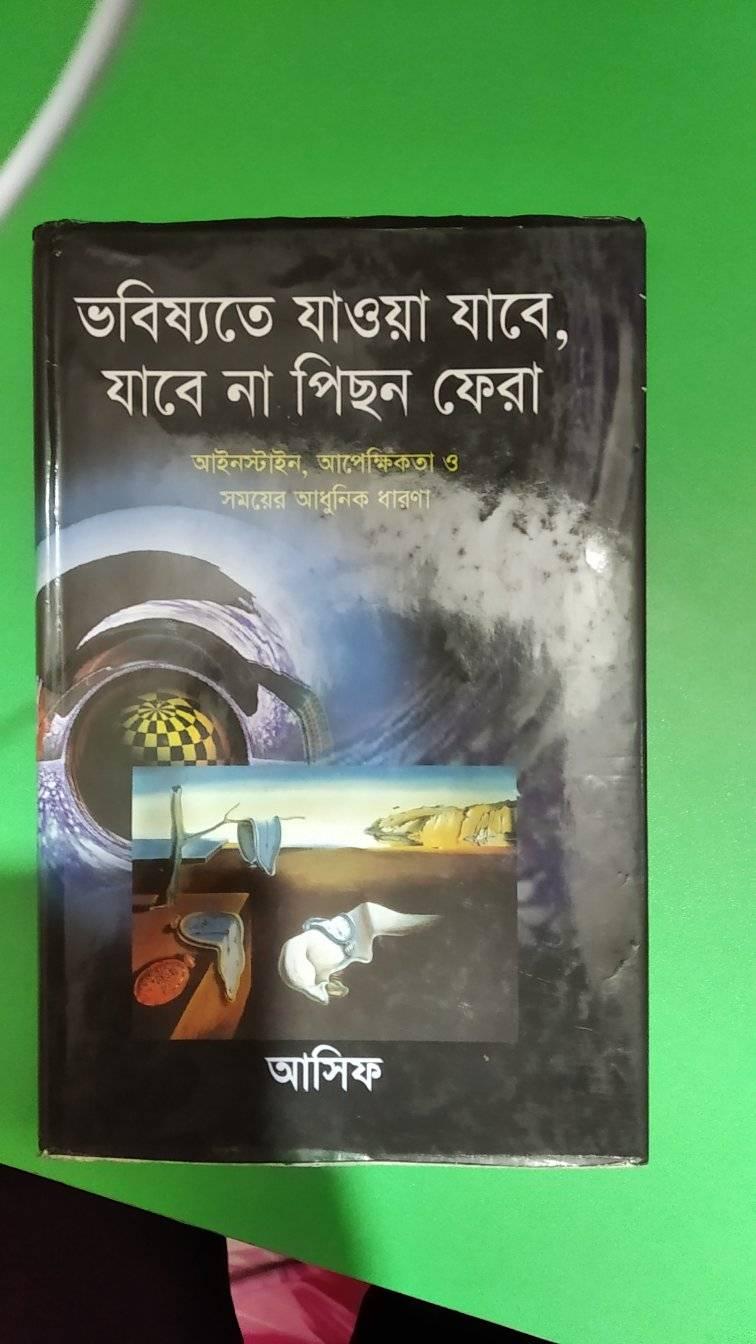 ভবিষ্যতে যাওয়া যাবে,
যাবে না পিছন ফেরা
আইনস্টাইন, আপেক্ষিকতা ও
সময়ের আধুনিক ধারণা
আসিফ